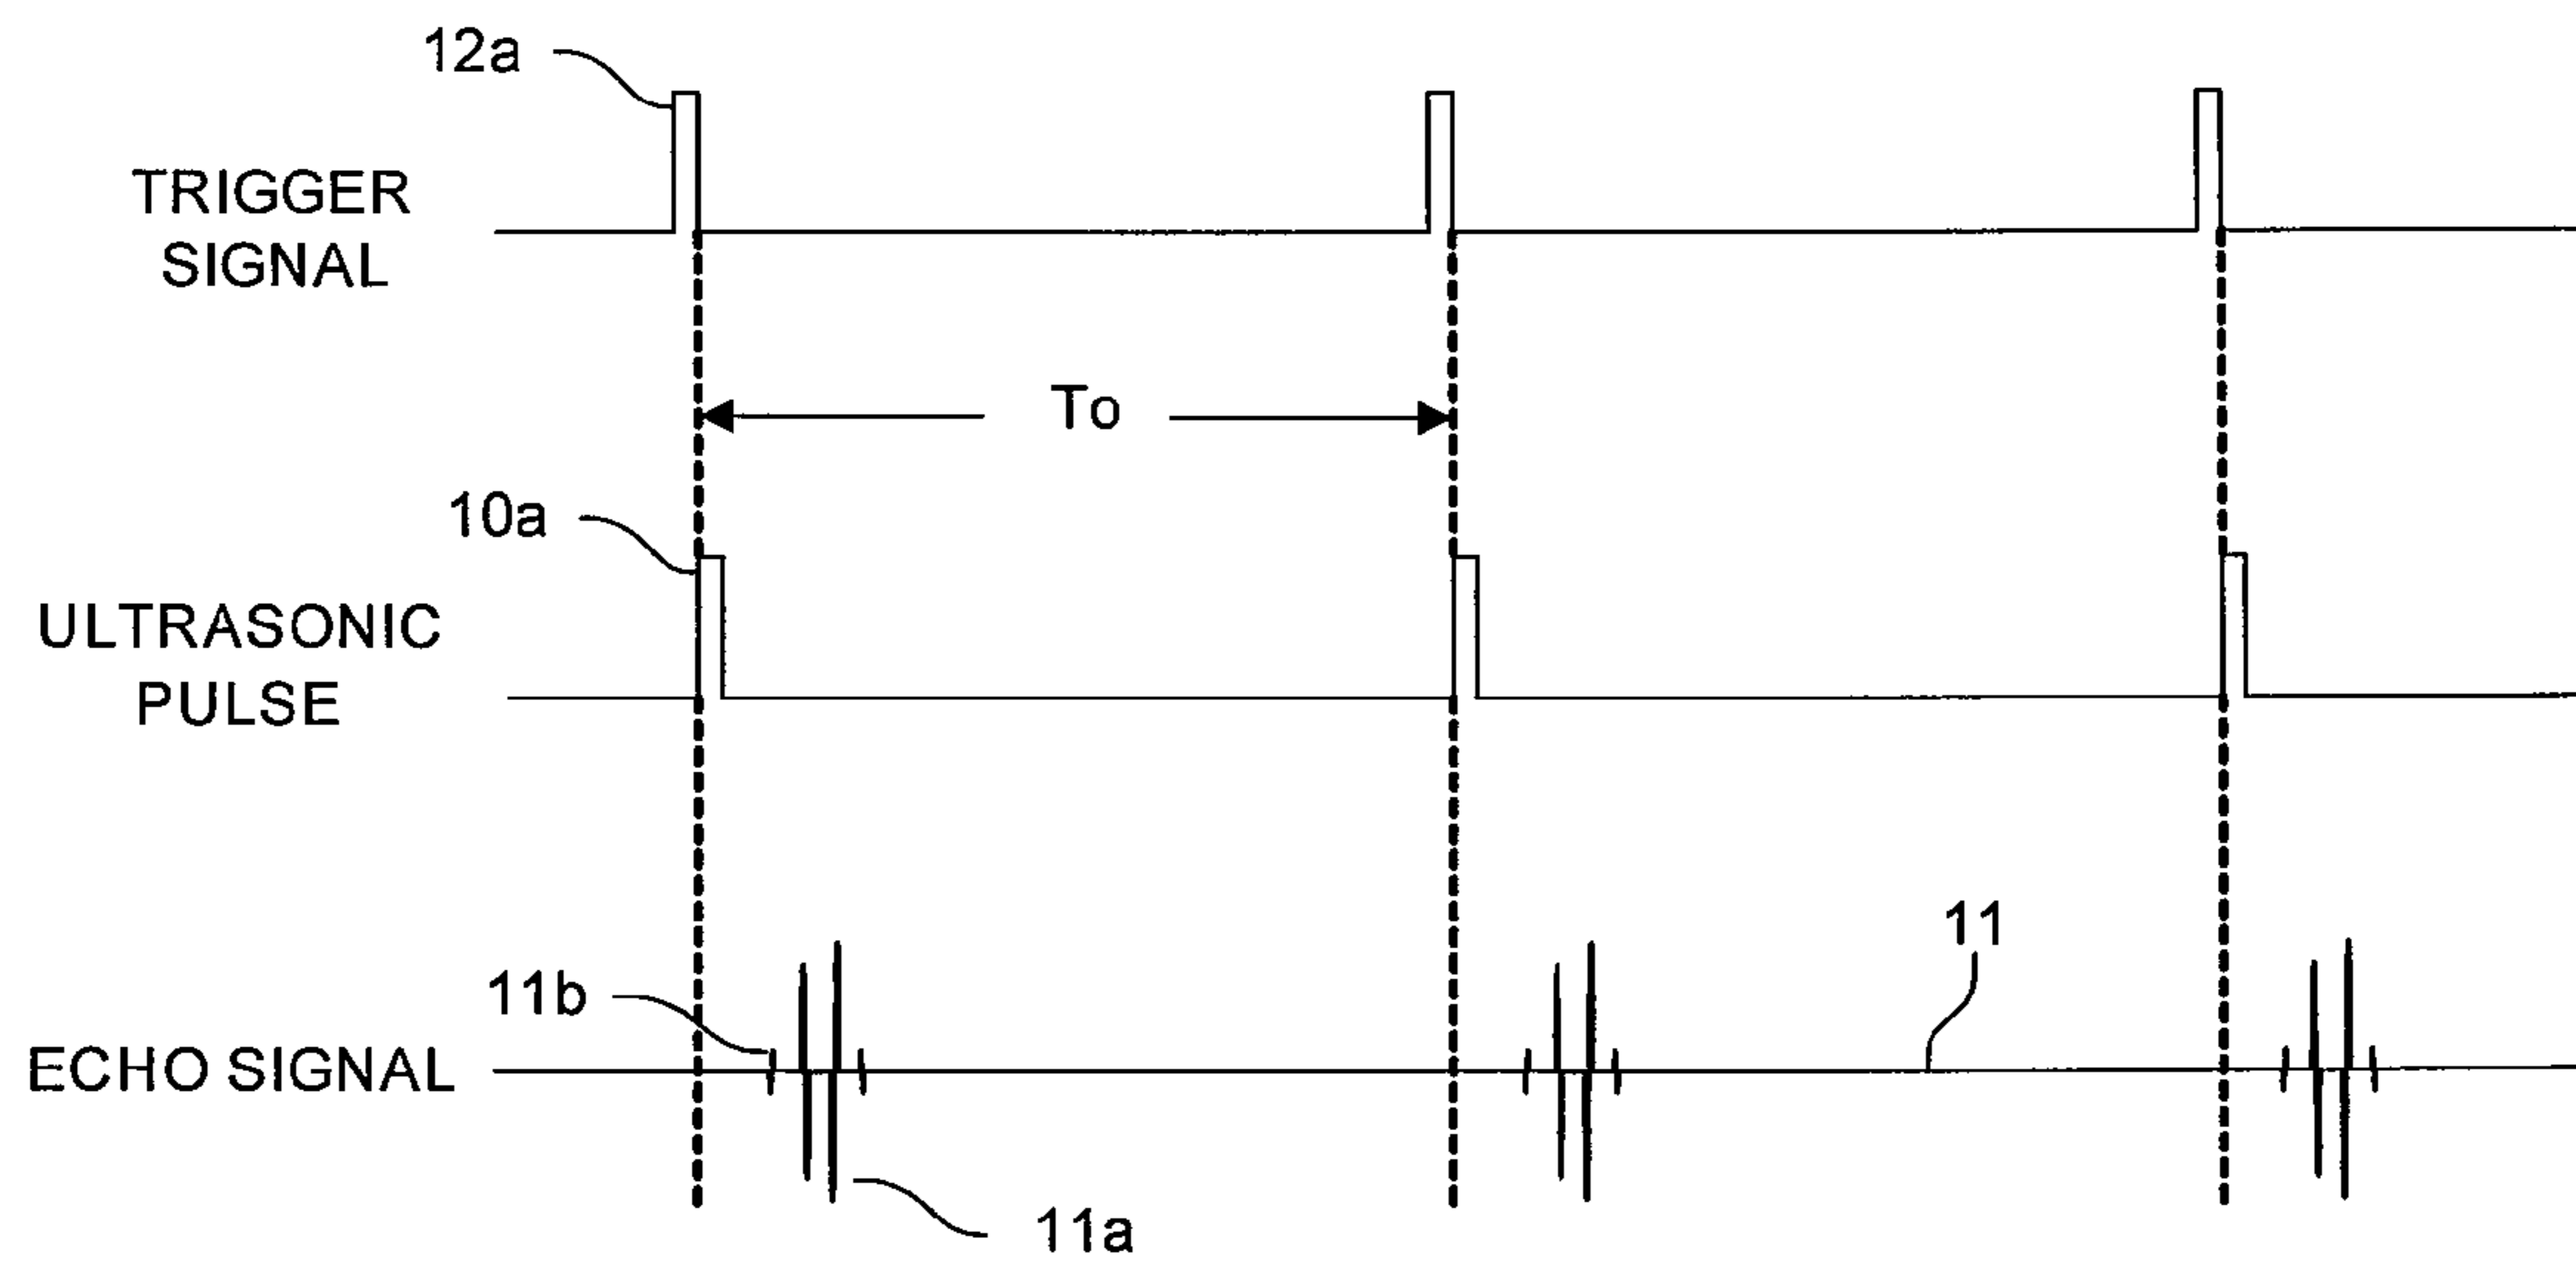 12a
TRIGGER
SIGNAL
To
10a
ULTRASONIC
PULSE
11
11b
ECHO SIGNAL
11a